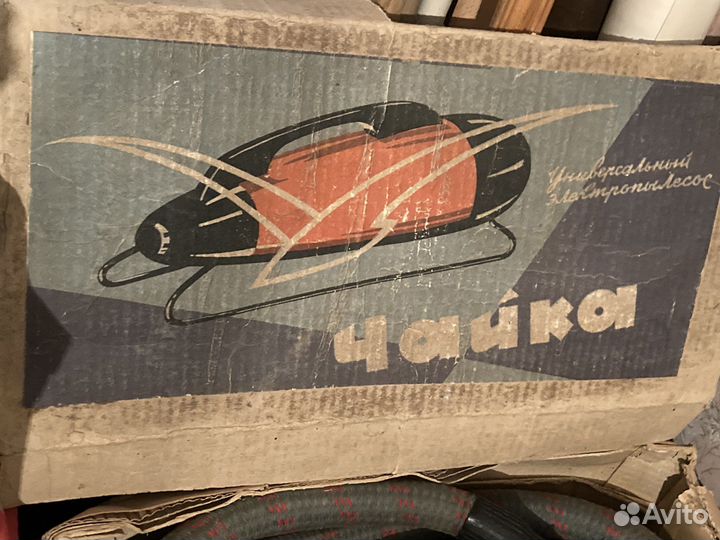 Универсальный
электропылесос
Чайка
Avito